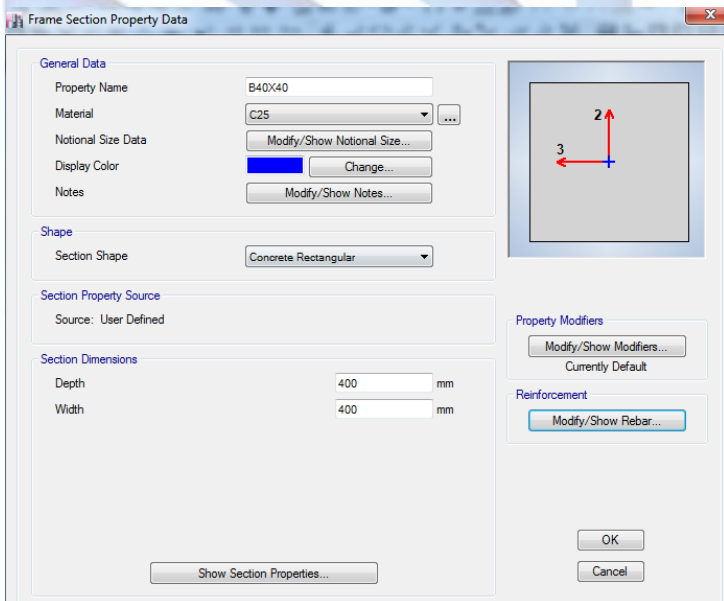 Frame Section Property Data
General Data
Property Name B40X40
Material C25 ...
Notional Size Data Modify/Show Notional Size...
Display Color Change...
Notes Modify/Show Notes...
Shape
Section Shape Concrete Rectangular
Section Property Source
Source: User Defined
Section Dimensions
Depth 400 mm
Width 400 mm
Show Section Properties...
2
3
Property Modifiers
Modify/Show Modifiers...
Currently Default
Reinforcement
Modify/Show Rebar...
OK
Cancel